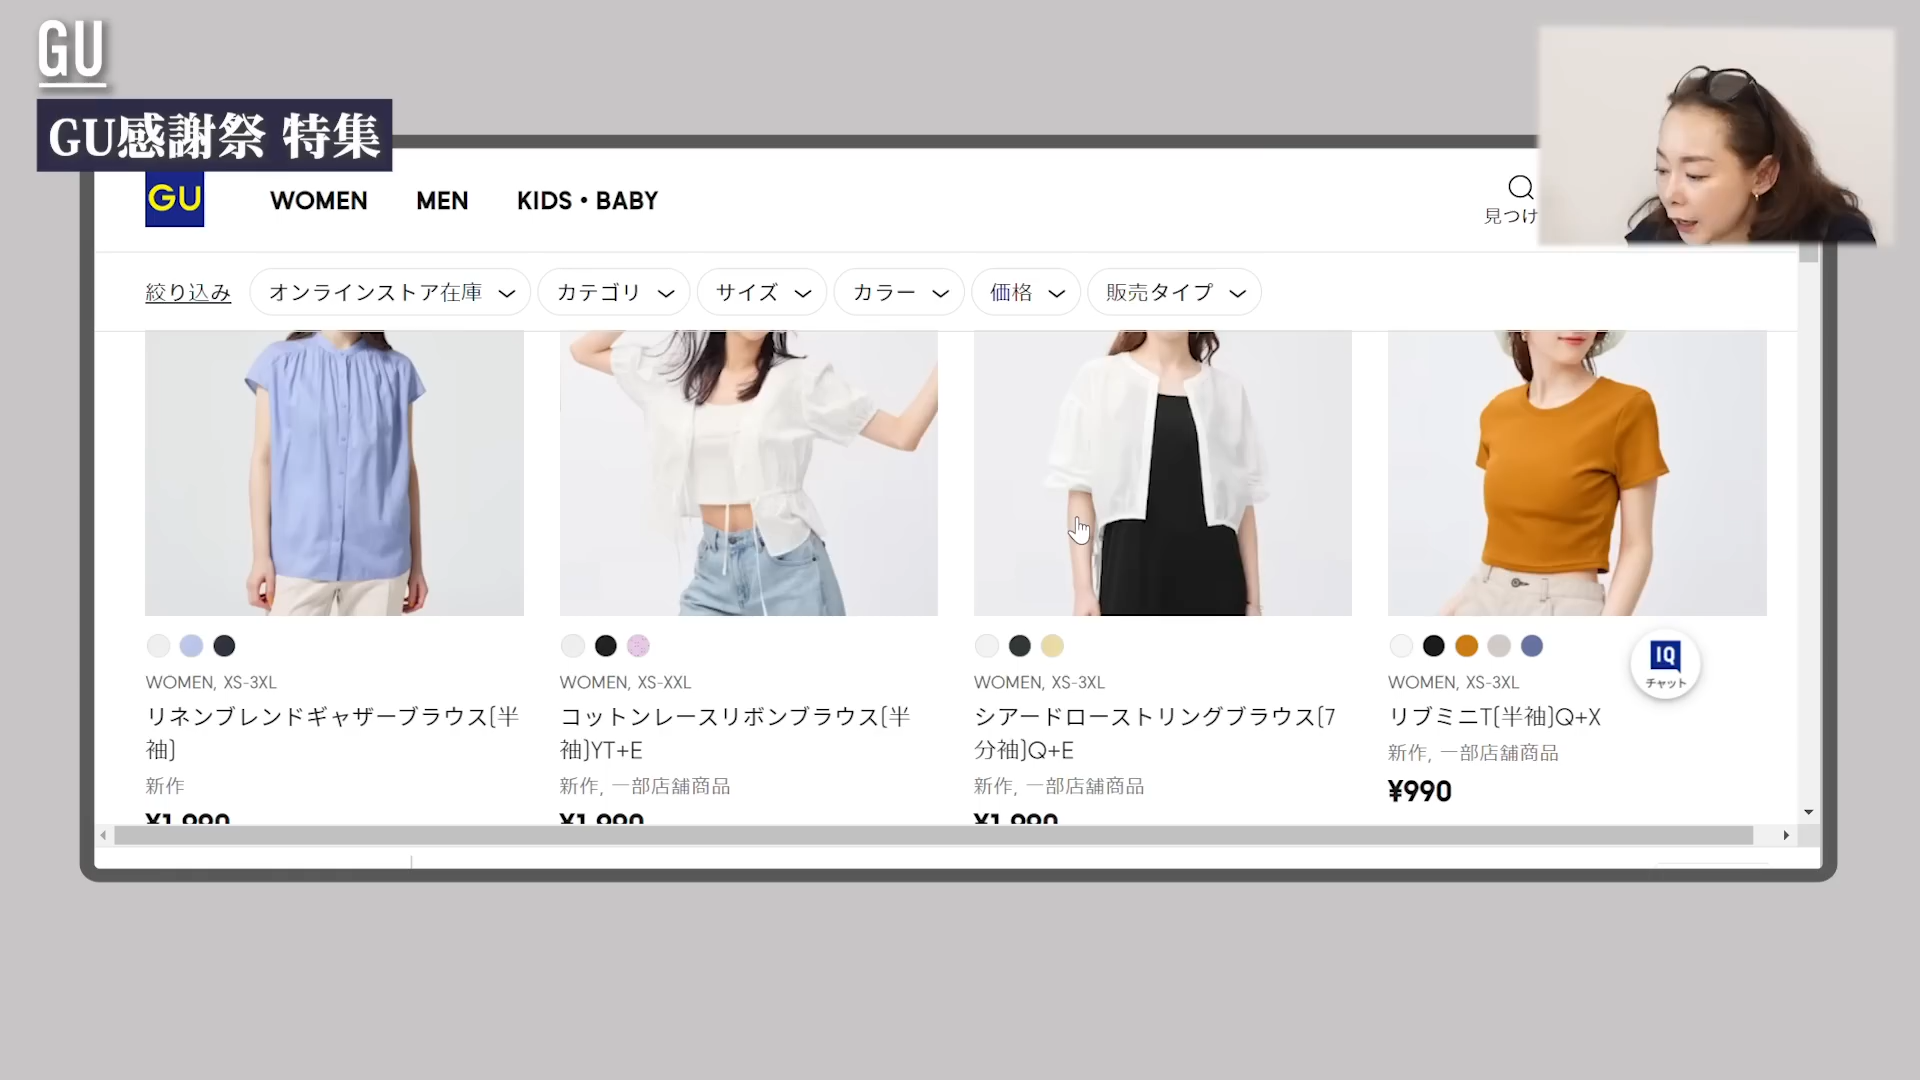 GU
GU感謝祭 特集
GU
WOMEN
MEN
KIDS・BABY
見つけ
絞り込み
オンラインストア在庫
カテゴリ
サイズ
カラー
価格
販売タイプ
WOMEN, XS-3XL
リネンブレンドギャザーブラウス(半
袖)
新作
¥1,990
WOMEN, XS-XXL
コットンレースリボンブラウス(半
袖)YT+E
新作, 一部店舗商品
¥1,990
WOMEN, XS-3XL
シアードローストリングブラウス(7
分袖)Q+E
新作, 一部店舗商品
¥1,990
WOMEN, XS-3XL
リブミニT(半袖)Q+X
新作, 一部店舗商品
¥990
IQ
チャット